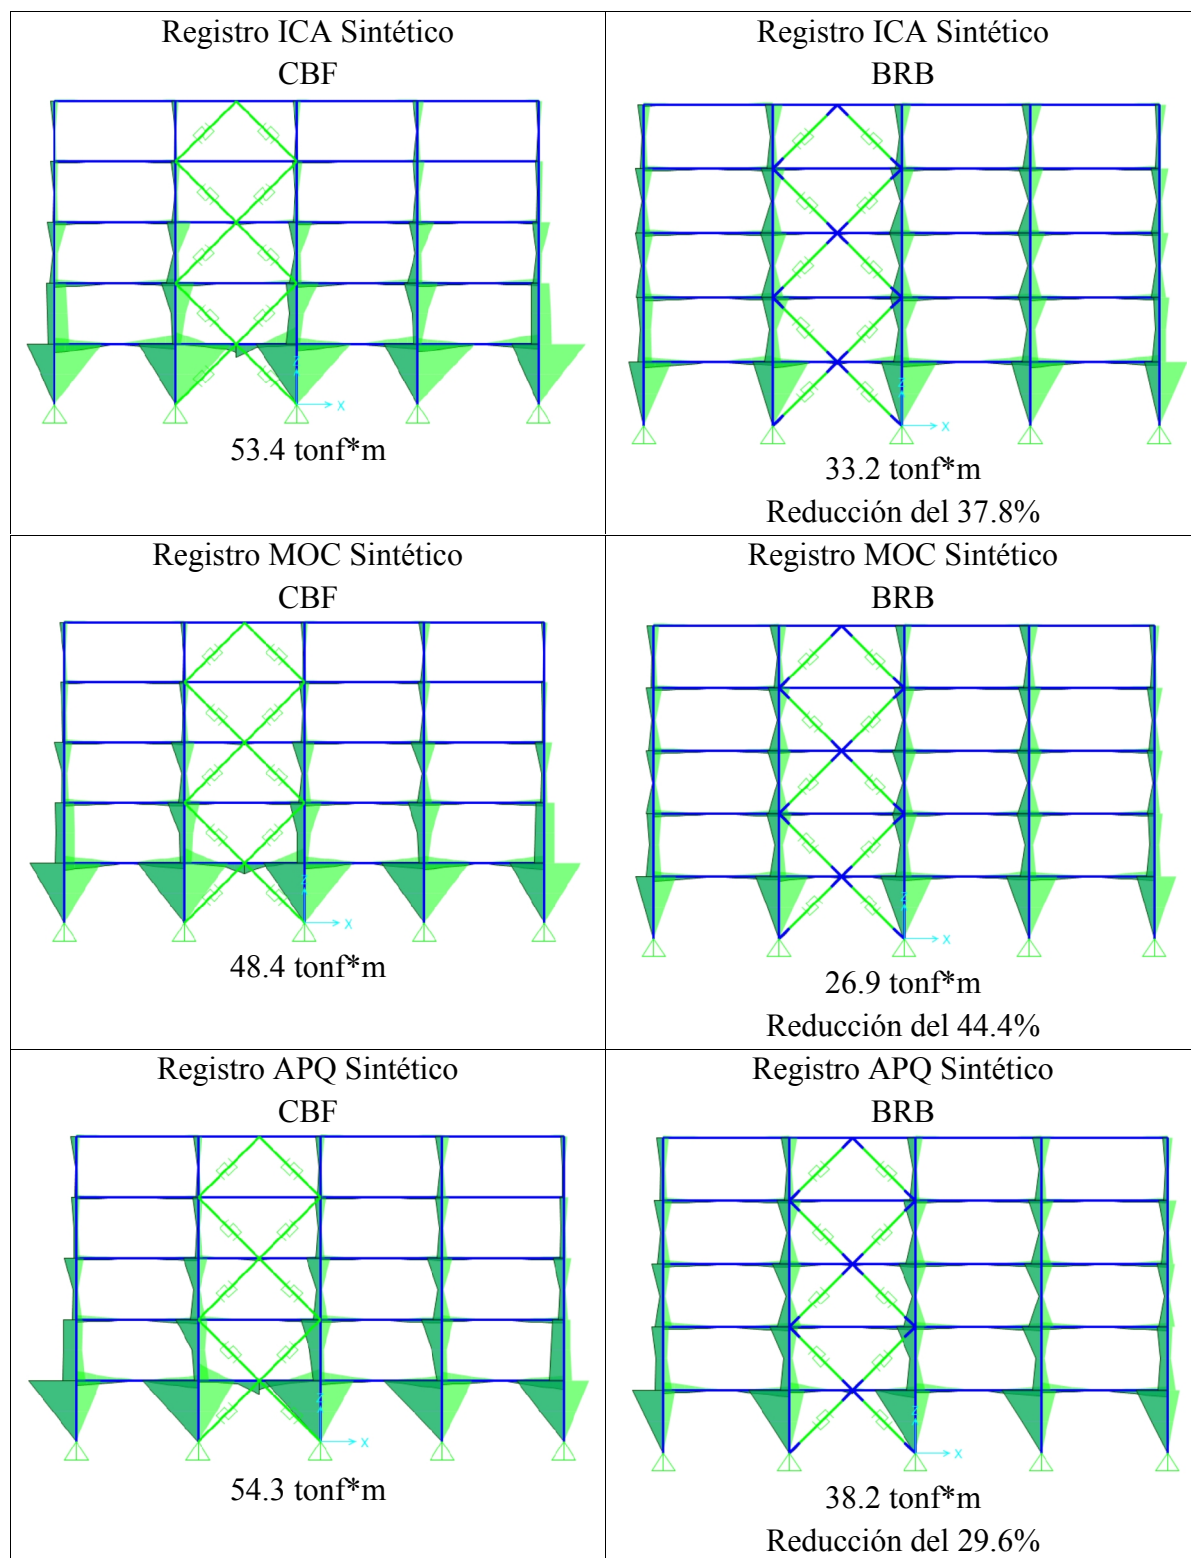 Registro ICA Sintético
CBF
X
53.4 tonf*m
Registro ICA Sintético
BRB
X
33.2 tonf*m
Reducción del 37.8%
Registro MOC Sintético
CBF
X
48.4 tonf*m
Registro MOC Sintético
BRB
X
26.9 tonf*m
Reducción del 44.4%
Registro APQ Sintético
CBF
X
54.3 tonf*m
Registro APQ Sintético
BRB
X
38.2 tonf*m
Reducción del 29.6%